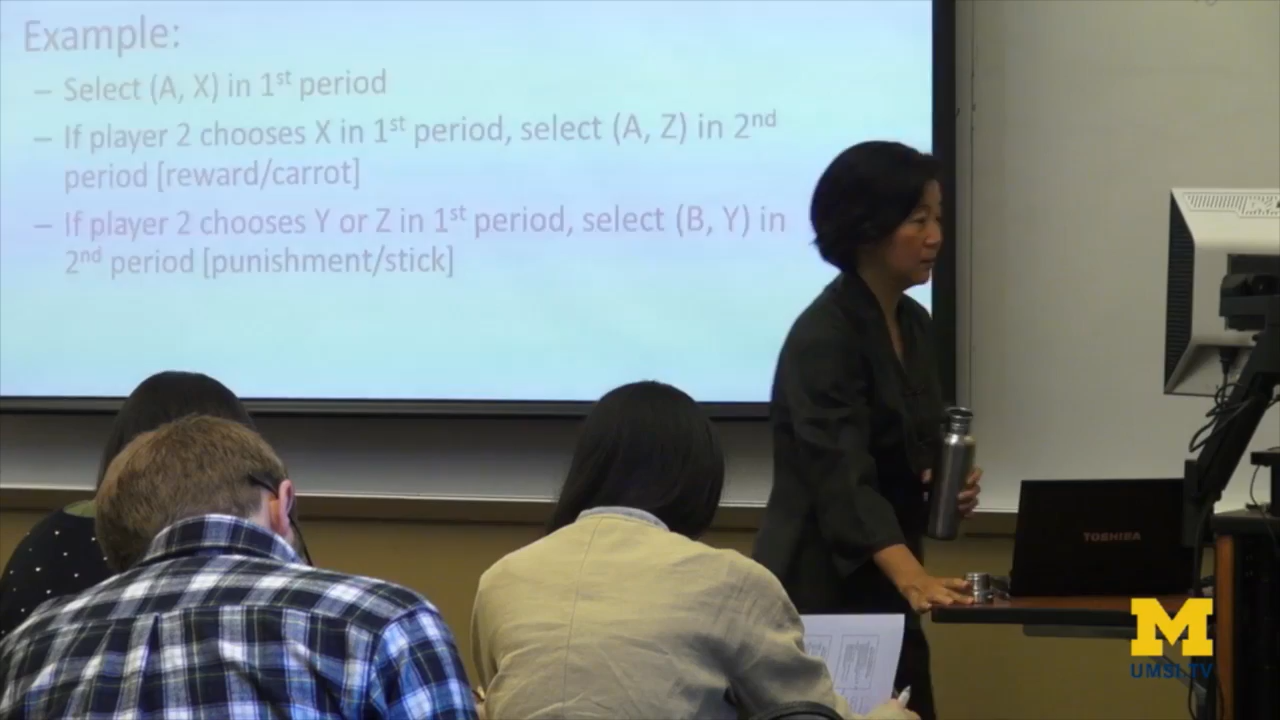 Example:
– Select (A, X) in 1st period
– If player 2 chooses X in 1st period, select (A, Z) in 2nd
period [reward/carrot]
– If player 2 chooses Y or Z in 1st period, select (B, Y) in
2nd period [punishment/stick]
TOSHIBA
M
UMSI.TV